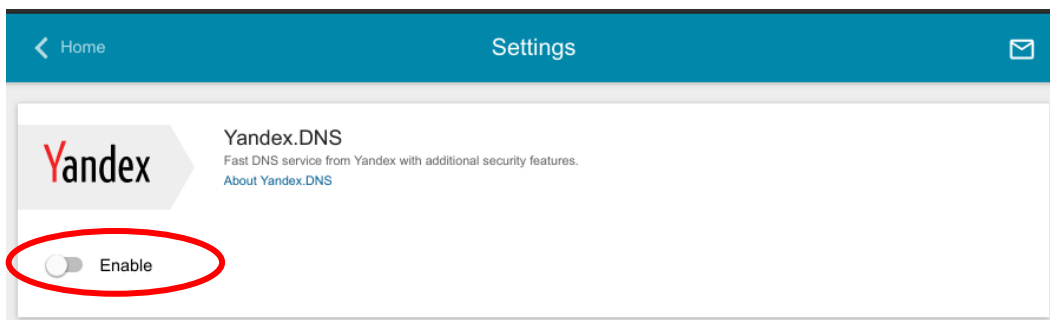 Home
Settings
Yandex
Yandex.DNS
Fast DNS service from Yandex with additional security features.
About Yandex.DNS
Enable